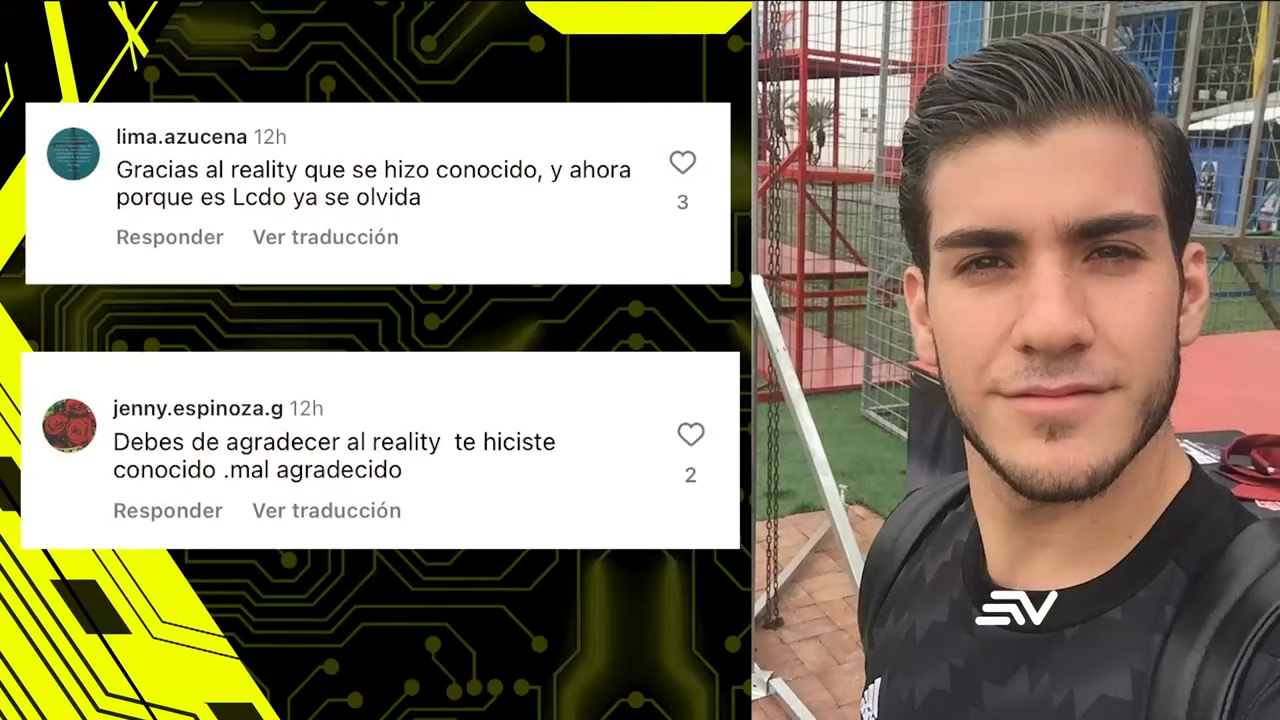 lima.azucena 12h
Gracias al reality que se hizo conocido, y ahora
porque es Lcdo ya se olvida
3
Responder Ver traducción
jenny.espinoza.g 12h
Debes de agradecer al reality te hiciste
conocido .mal agradecido
2
Responder Ver traducción